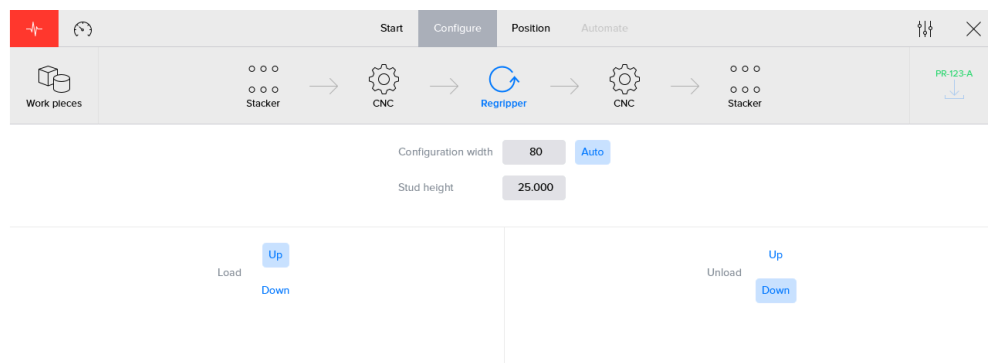 Start Configure Position Automate
Work pieces Stacker CNC Regripper CNC Stacker PR-123-A
Configuration width 80 Auto
Stud height 25.000
Load Up Down
Unload Up Down